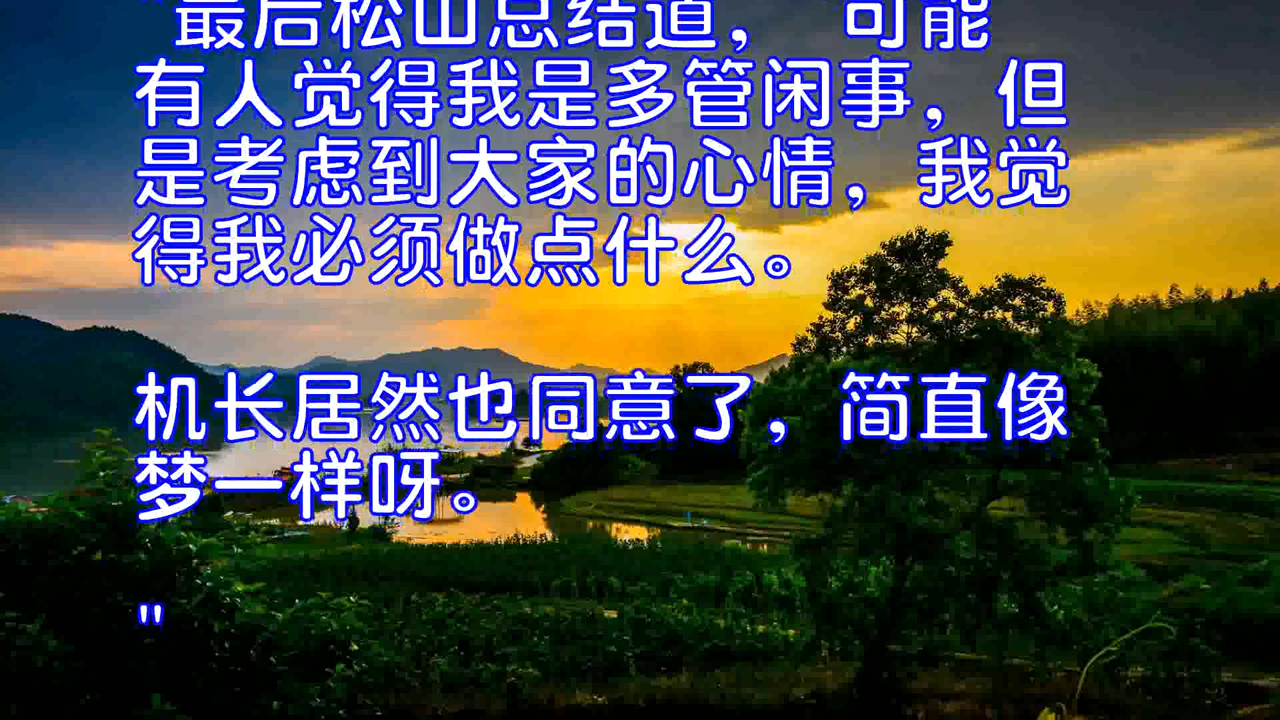 "最后松山总结道，"可能
有人觉得我是多管闲事，但
是考虑到大家的心情，我觉
得我必须做点什么。
机长居然也同意了，简直像
梦一样呀。
"